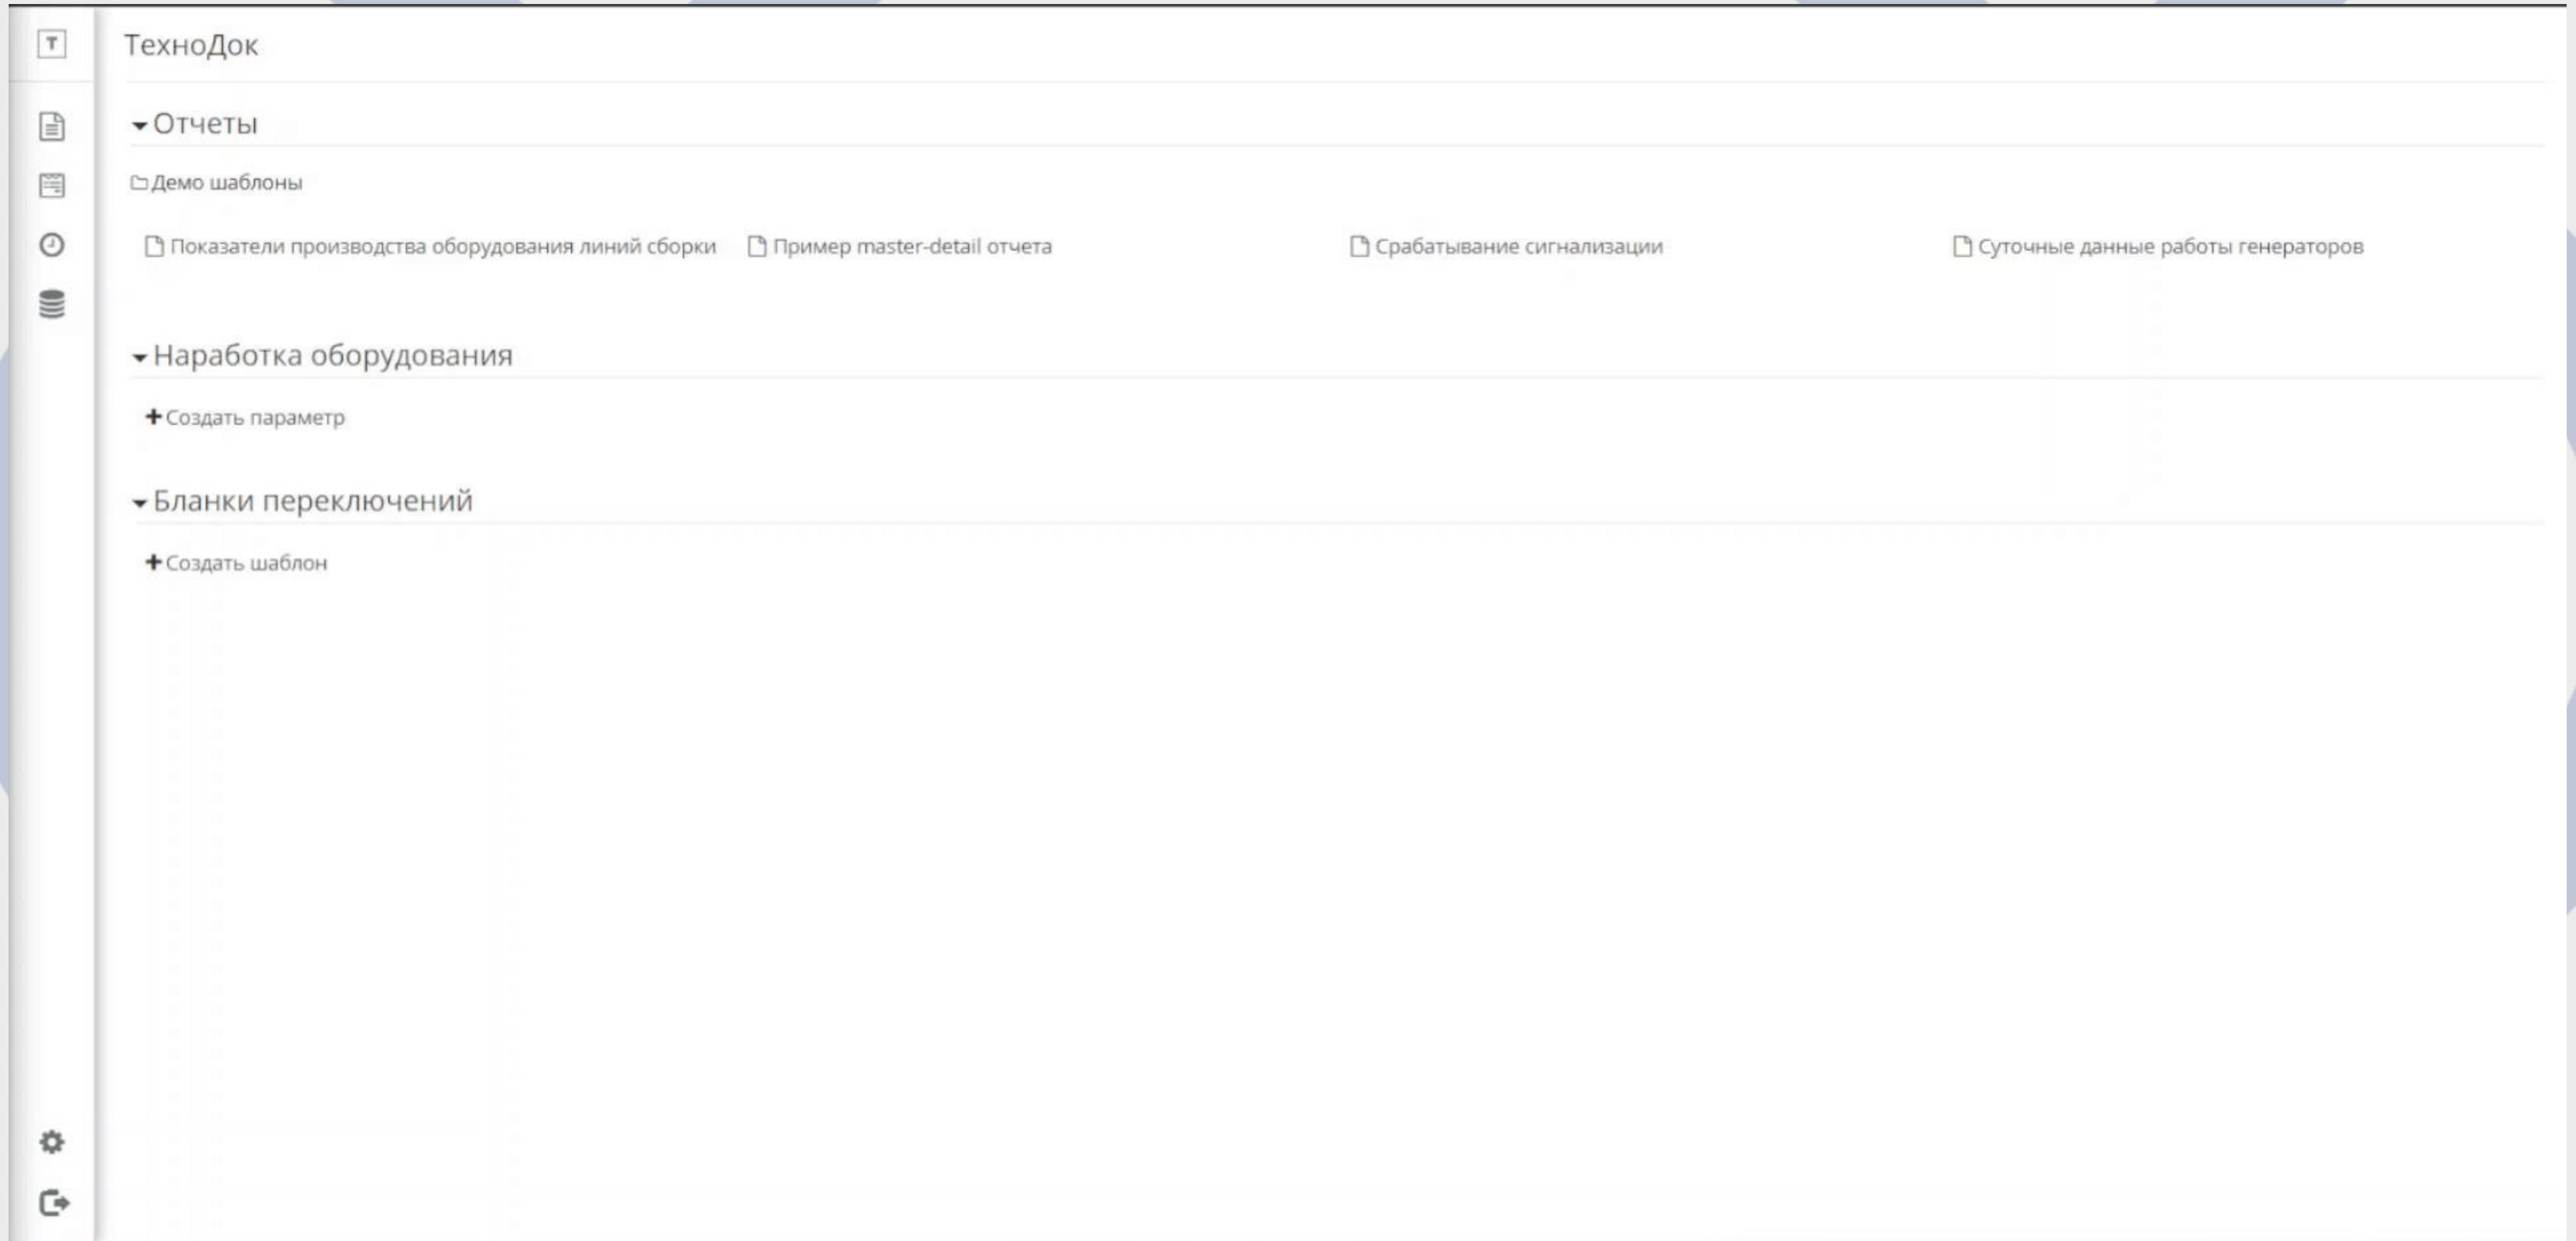 T
ТехноДок
Отчеты
Демо шаблоны
Показатели производства оборудования линий сборки Пример master-detail отчета Срабатывание сигнализации Суточные данные работы генераторов
Наработка оборудования
Создать параметр
Бланки переключений
Создать шаблон